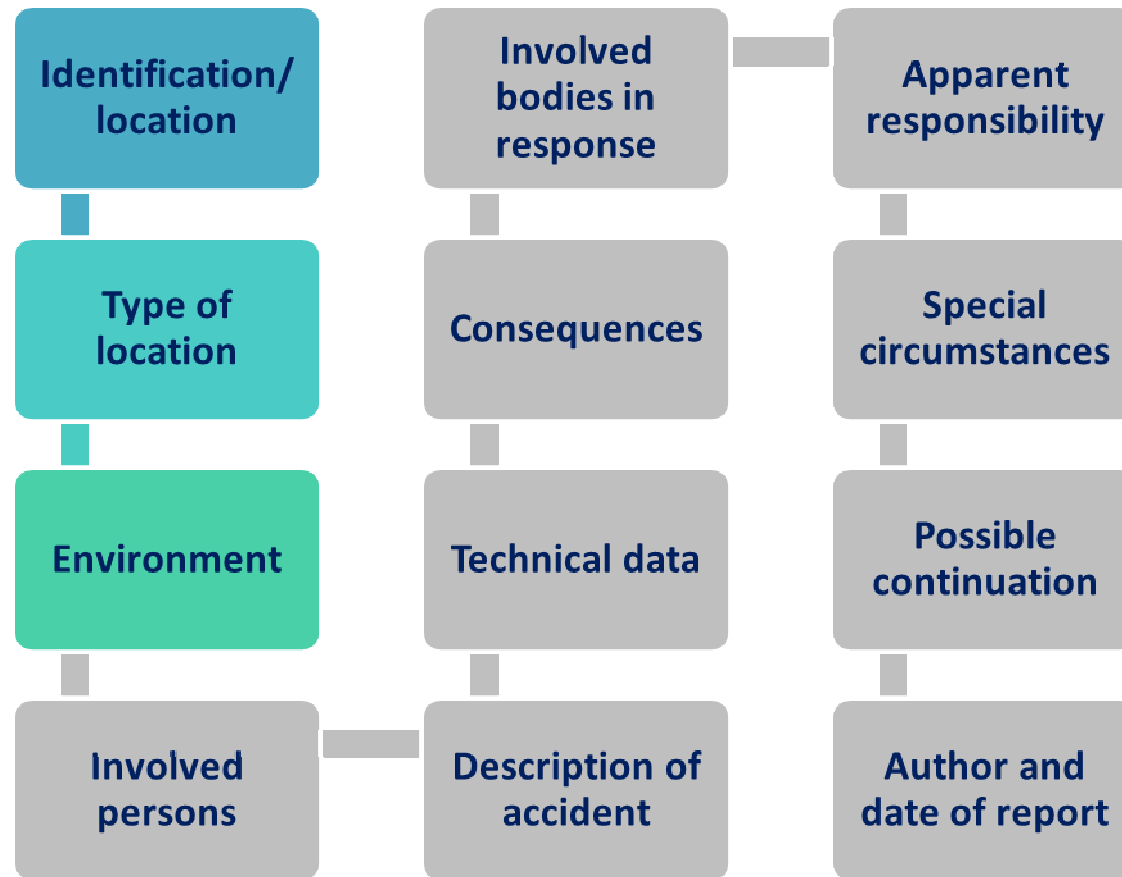 Identification/
location
Type of
location
Environment
Involved
persons
Description of
accident
Technical data
Consequences
Involved
bodies in
response
Apparent
responsibility
Special
circumstances
Possible
continuation
Author and
date of report